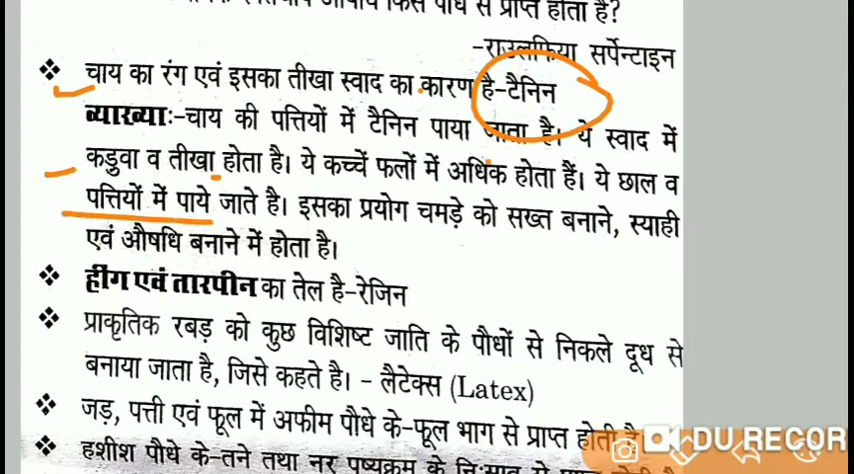 किस पौधे से प्राप्त होता है?
–राउलफिया सर्पेन्टाइन
❖ चाय का रंग एवं इसका तीखा स्वाद का कारण है–टैनिन
व्याख्याः–चाय की पत्तियों में टैनिन पाया जाता है। ये स्वाद में
कडुवा व तीखा होता है। ये कच्चें फलों में अधिक होता हैं। ये छाल व
पत्तियों में पाये जाते है। इसका प्रयोग चमड़े को सख्त बनाने, स्याही
एवं औषधि बनाने में होता है।
❖ हींग एवं तारपीन का तेल है–रेजिन
❖ प्राकृतिक रबड़ को कुछ विशिष्ट जाति के पौधों से निकले दूध से
बनाया जाता है, जिसे कहते है। – लैटेक्स (Latex)
❖ जड़, पत्ती एवं फूल में अफीम पौधे के–फूल भाग से प्राप्त होती है
❖ हशीश पौधे के–तने तथा नर पुष्पक्रम के
DU RECOR